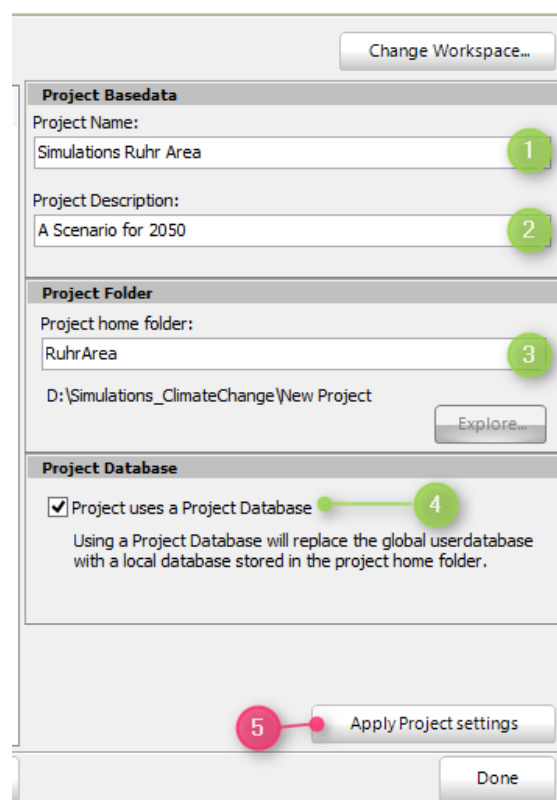 Change Workspace...
Project Basedata
Project Name:
Simulations Ruhr Area
1
Project Description:
A Scenario for 2050
2
Project Folder
Project home folder:
RuhrArea
3
D:\Simulations_ClimateChange\New Project
Explore...
Project Database
Project uses a Project Database
4
Using a Project Database will replace the global userdatabase
with a local database stored in the project home folder.
5
Apply Project settings
Done